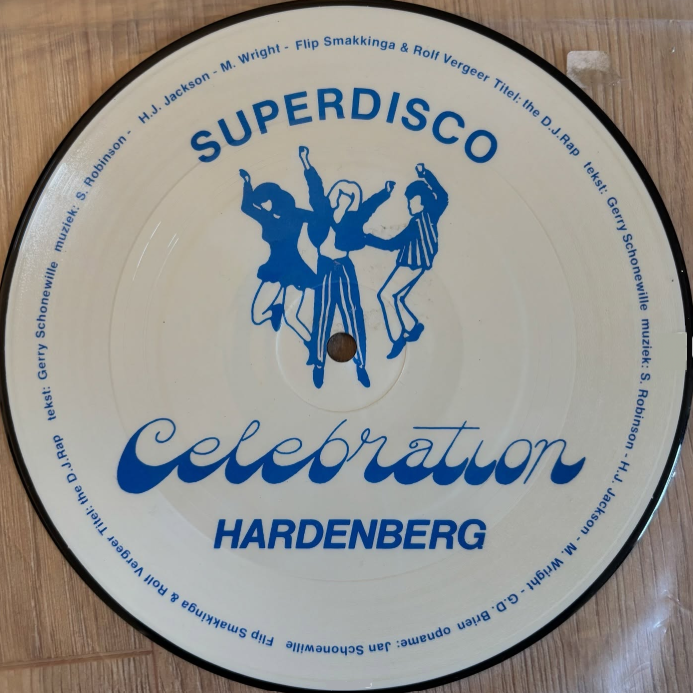 SUPERDISCO
Celebration
HARDENBERG
Titel: the D.J.Rap tekst: Gerry Schonewille muziek: S. Robinson - H.J. Jackson - M. Wright - G.D. Brien opname: Jan Schonewille Flip Smakkinga & Rolf Vergeer Titel: the D.J.Rap tekst: Gerry Schonewille muziek: S. Robinson - H.J. Jackson - M. Wright - Flip Smakkinga & Rolf Vergeer